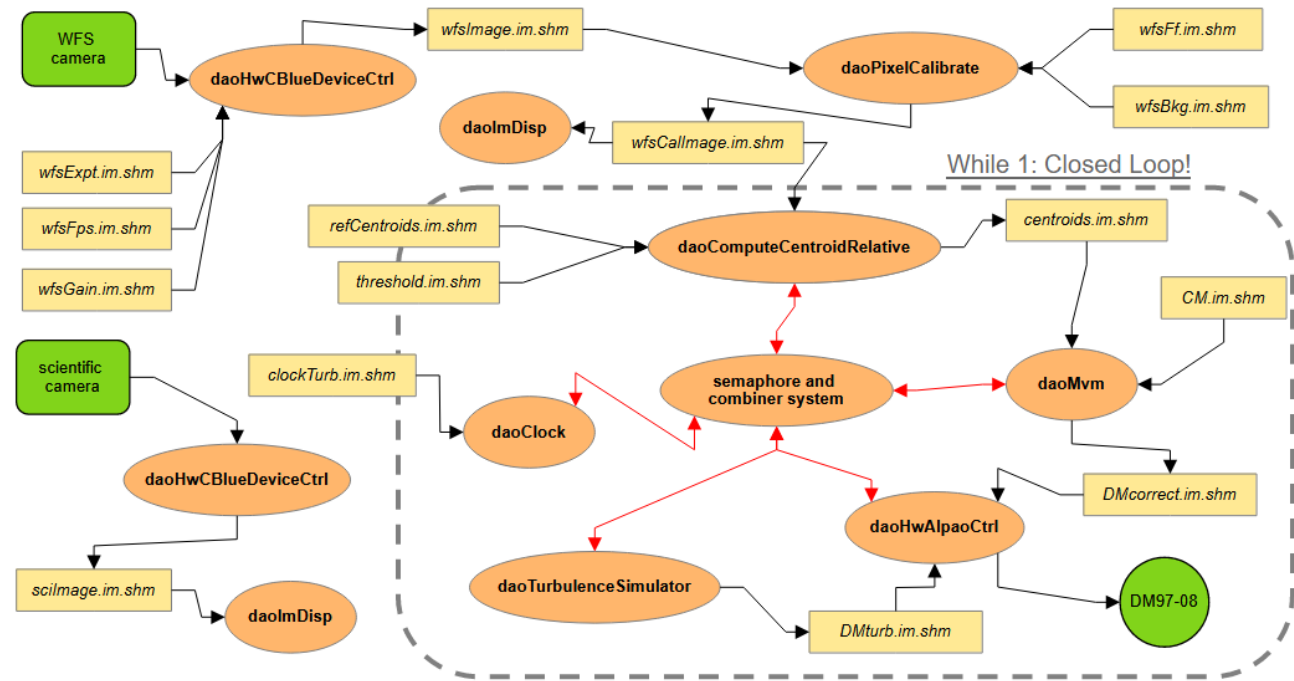 WFS
camera
daoHwCBlueDeviceCtrl
wfsImage.im.shm
daoPixelCalibrate
wfsFf.im.shm
wfsBkg.im.shm
daoImDisp
wfsCalImage.im.shm
wfsExpt.im.shm
wfsFps.im.shm
wfsGain.im.shm
While 1: Closed Loop!
refCentroids.im.shm
threshold.im.shm
daoComputeCentroidRelative
centroids.im.shm
CM.im.shm
scientific
camera
clockTurb.im.shm
semaphore and
combiner system
daoMvm
daoClock
daoHwCBlueDeviceCtrl
DMcorrect.im.shm
daoHwAlpaoCtrl
sciImage.im.shm
daoImDisp
daoTurbulenceSimulator
DMturb.im.shm
DM97-08